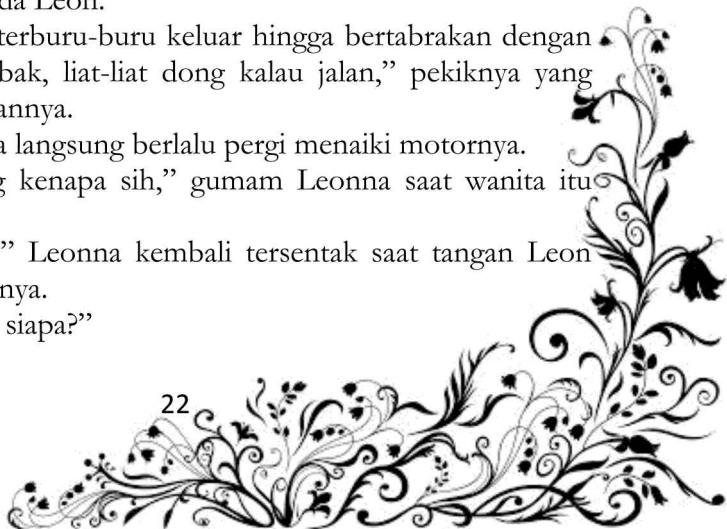 da Leon.
terburu-buru keluar hingga bertabrakan dengan
bak, liat-liat dong kalau jalan,” pekiknya yang
annya.
a langsung berlalu pergi menaiki motornya.
g kenapa sih,” gumam Leonna saat wanita itu
” Leonna kembali tersentak saat tangan Leon
nya.
siapa?”
22